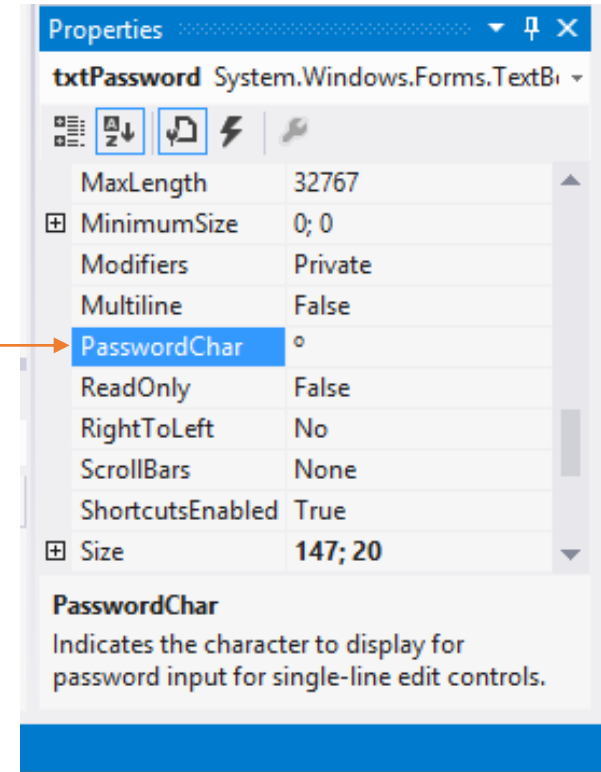 Properties
txtPassword System.Windows.Forms.TextB
MaxLength 32767
MinimumSize 0; 0
Modifiers Private
Multiline False
PasswordChar º
ReadOnly False
RightToLeft No
ScrollBars None
ShortcutsEnabled True
Size 147; 20
PasswordChar
Indicates the character to display for
password input for single-line edit controls.